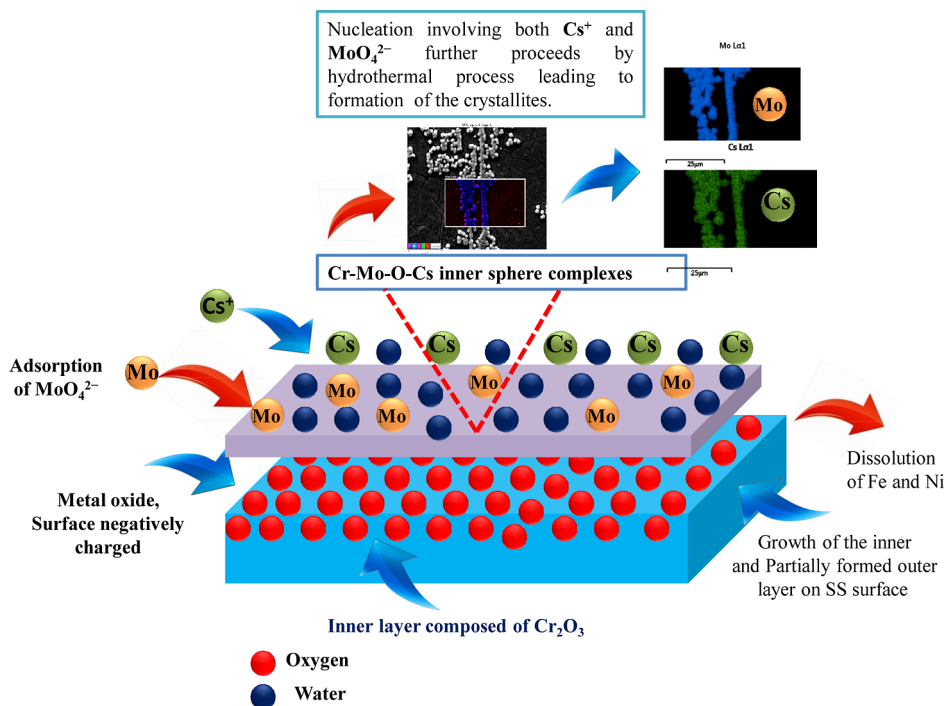 Nucleation involving both Cs⁺ and
MoO₄²⁻ further proceeds by
hydrothermal process leading to
formation of the crystallites.
Mo Lα1
Mo
Cs Lα1
25μm
Cs
25μm
Cr-Mo-O-Cs inner sphere complexes
Cs⁺
Cs Cs Cs Cs Cs
Adsorption
of MoO₄²⁻
Mo
Mo Mo Mo
Mo Mo Mo
Metal oxide,
Surface negatively
charged
Dissolution
of Fe and Ni
Growth of the inner
and Partially formed outer
layer on SS surface
Inner layer composed of Cr₂O₃
Oxygen
Water